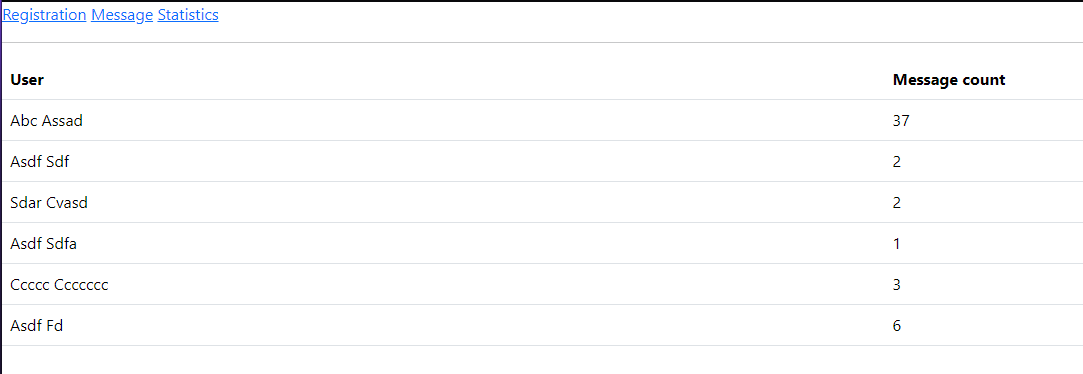 Registration Message Statistics
User Message count
Abc Assad 37
Asdf Sdf 2
Sdar Cvasd 2
Asdf Sdfa 1
Ccccc Ccccccc 3
Asdf Fd 6